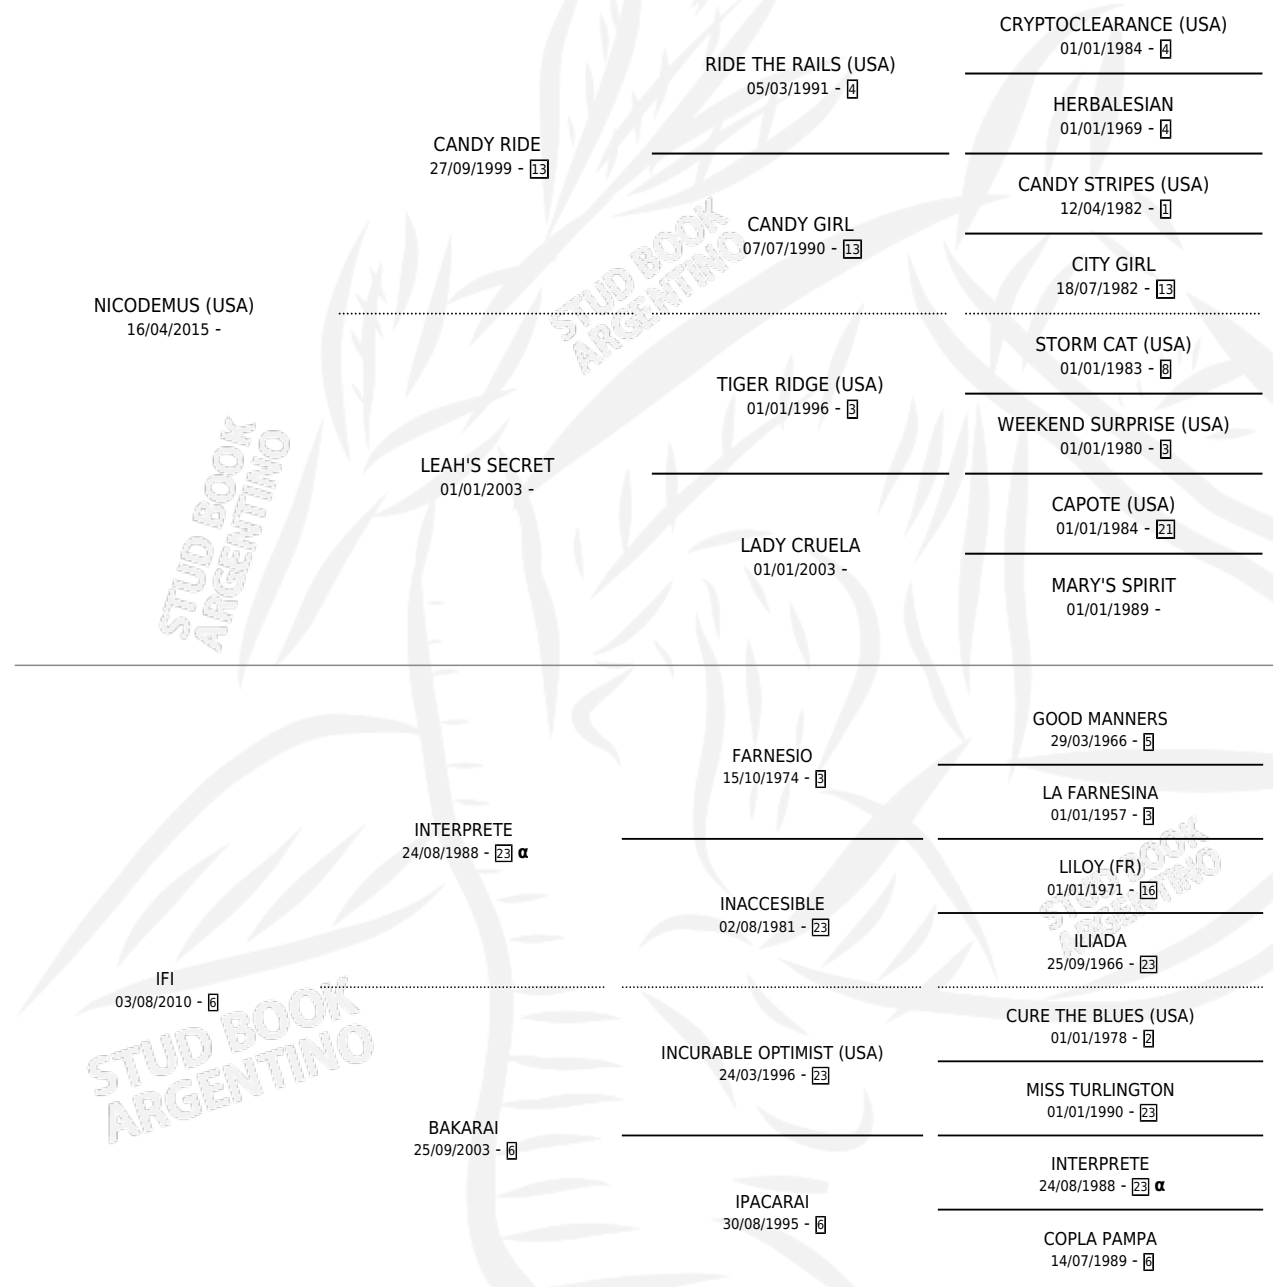 CRYPTOCLEARANCE (USA)
01/01/1984 - 4
RIDE THE RAILS (USA)
05/03/1991 - 4
HERBALESIAN
01/01/1969 - 4
CANDY RIDE
27/09/1999 - 13
CANDY STRIPES (USA)
12/04/1982 - 1
CANDY GIRL
07/07/1990 - 13
CITY GIRL
18/07/1982 - 13
NICODEMUS (USA)
16/04/2015 -
STORM CAT (USA)
01/01/1983 - 8
TIGER RIDGE (USA)
01/01/1996 - 3
WEEKEND SURPRISE (USA)
01/01/1980 - 3
LEAH'S SECRET
01/01/2003 -
CAPOTE (USA)
01/01/1984 - 21
LADY CRUELA
01/01/2003 -
MARY'S SPIRIT
01/01/1989 -
GOOD MANNERS
29/03/1966 - 5
FARNESIO
15/10/1974 - 3
LA FARNESINA
01/01/1957 - 3
INTERPRETE
24/08/1988 - 23 α
LILOY (FR)
01/01/1971 - 16
INACCESIBLE
02/08/1981 - 23
ILIADA
25/09/1966 - 23
IFI
03/08/2010 - 6
CURE THE BLUES (USA)
01/01/1978 - 2
INCURABLE OPTIMIST (USA)
24/03/1996 - 23
MISS TURLINGTON
01/01/1990 - 23
BAKARAI
25/09/2003 - 6
INTERPRETE
24/08/1988 - 23 α
IPACARAI
30/08/1995 - 6
COPLA PAMPA
14/07/1989 - 6
STUD BOOK
ARGENTINO
STUD BOOK
ARGENTINO
STUD BOOK
ARGENTINO
STUD BOOK
ARGENTINO